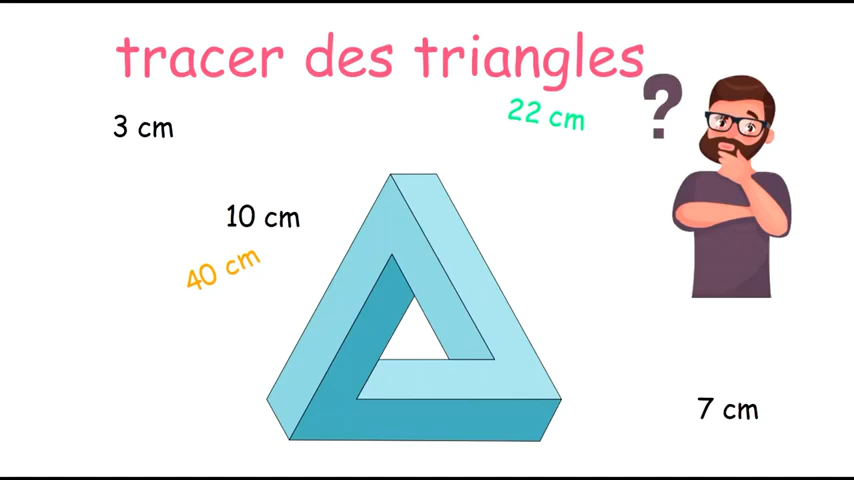 tracer des triangles
?
22 cm
3 cm
10 cm
40 cm
7 cm